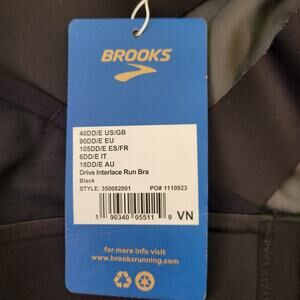 BROOKS
40DD/E US/GB
90DD/E EU
105DD/E ES/FR
6DD/E IT
18DD/E AU
Drive Interlace Run Bra
Black
STYLE: 350082001 PO# 1110923
1 90340 05511 9 VN
for more info visit
www.brooksrunning.com